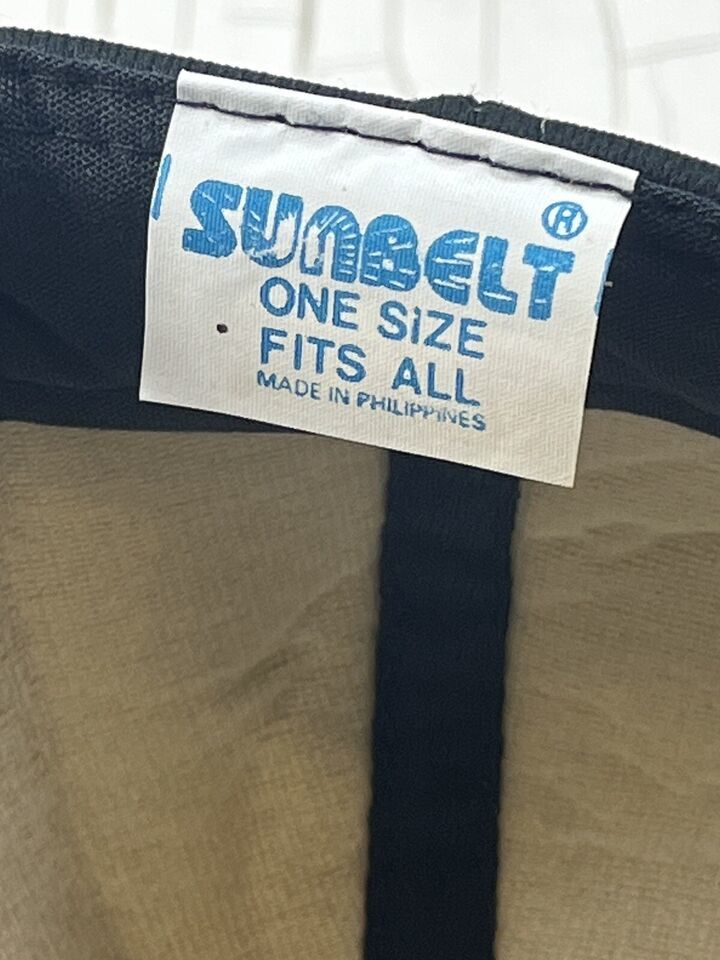 SUNBELT ®
ONE SiZE
FITS ALL
MADE IN PHILIPPINES